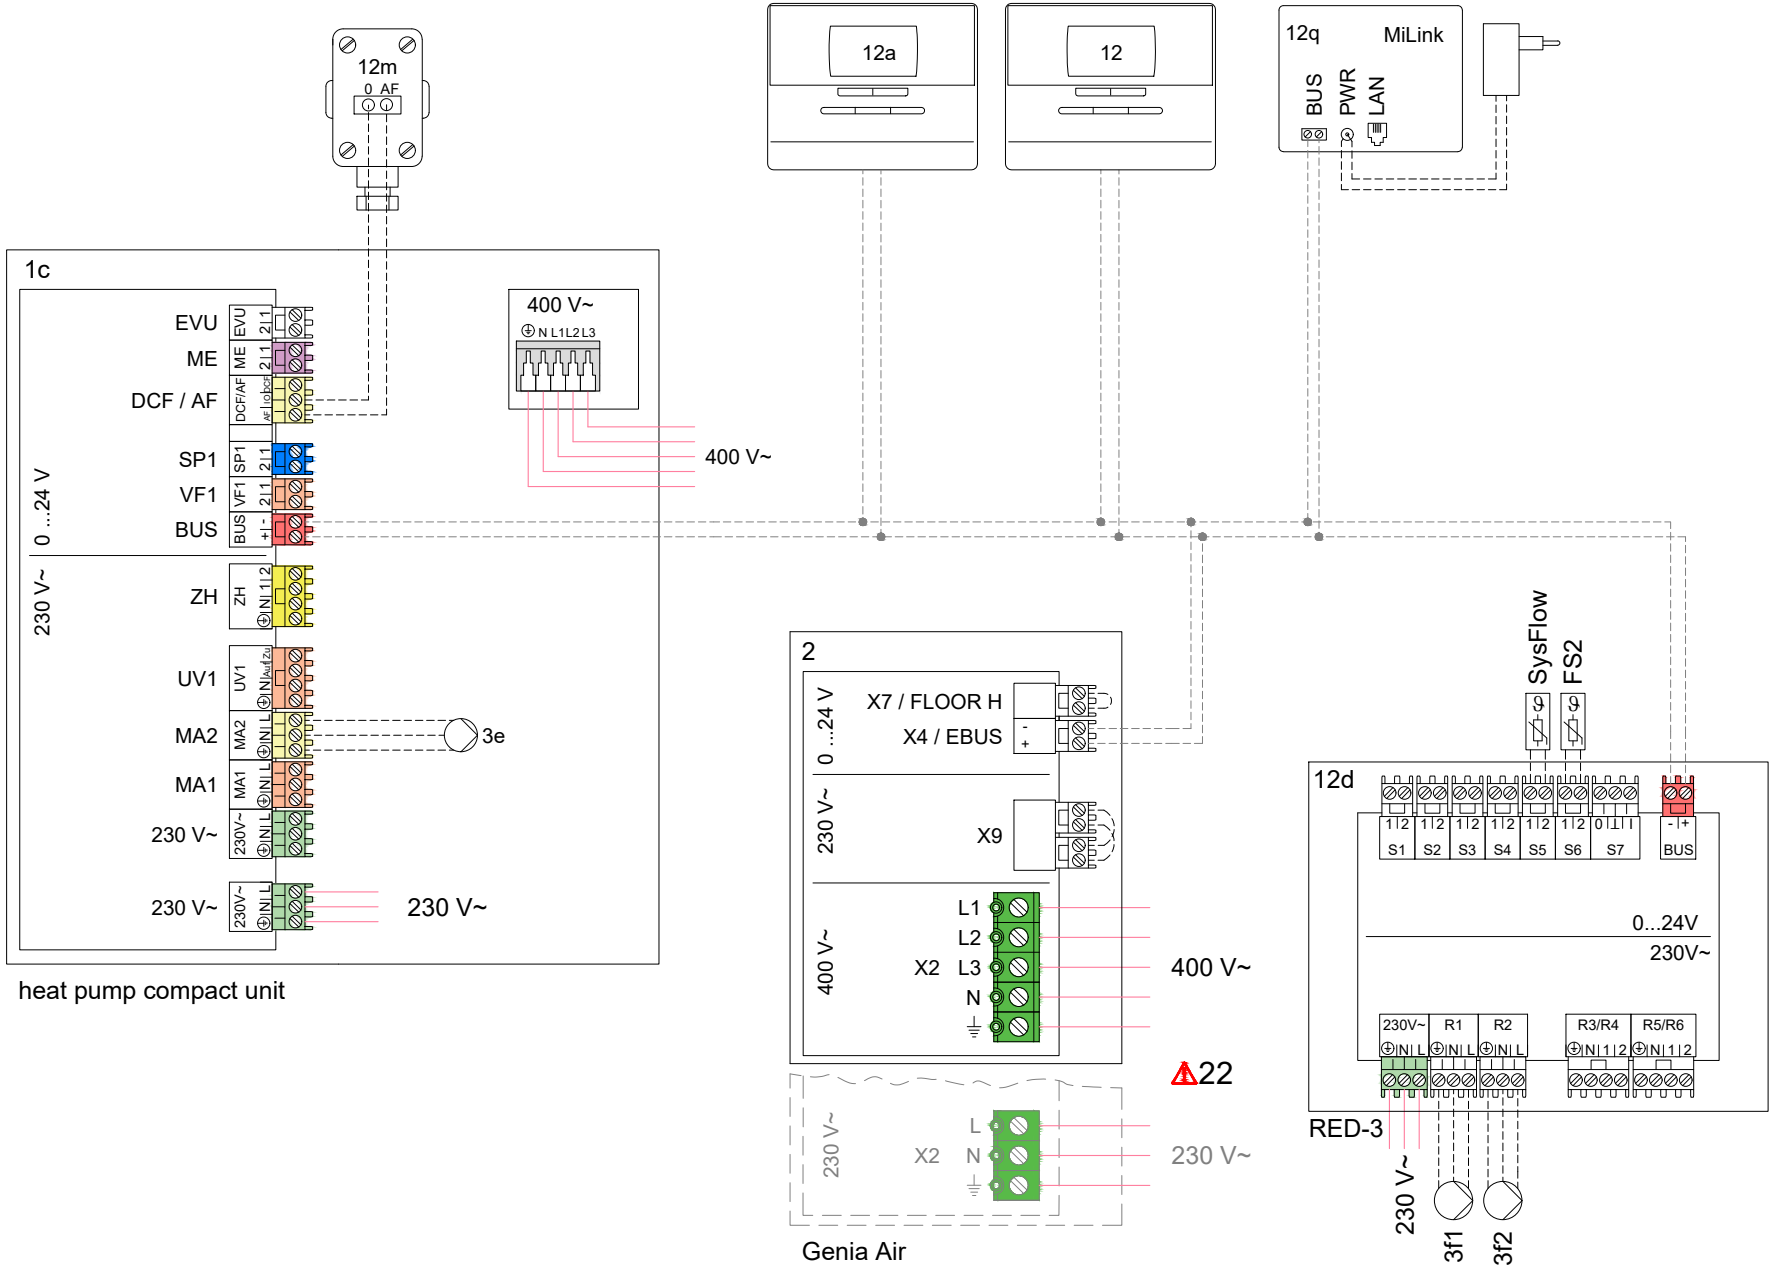 12m
0 AF
12a
12
12q MiLink
BUS
PWR
LAN
1c
400 V~
N L1 L2 L3
400 V~
0 ...24 V
230 V~
EVU EVU 2|1
ME ME 2|1
DCF / AF DCF/AF AF |O|DCF
SP1 SP1 2|1
VF1 VF1 2|1
BUS BUS +|-
ZH ZH |N|1|2
UV1 UV1 |N|Auf|Zu
MA2 MA2 |N|L
3e
MA1 MA1 |N|L
230 V~ 230V~ |N|L
230 V~ 230V~ |N|L
230 V~
heat pump compact unit
2
0 ...24 V
X7 / FLOOR H
X4 / EBUS - +
230 V~
X9
400 V~
X2
L1
L2
L3
N
400 V~
22
230 V~
X2
L
N
230 V~
Genia Air
SysFlow
FS2
ϑ ϑ
12d
1|2 1|2 1|2 1|2 1|2 1|2 0|⊥|I -|+
S1 S2 S3 S4 S5 S6 S7 BUS
0...24V
230V~
230V~ R1 R2 R3/R4 R5/R6
|N|L |N|L |N|L |N|1|2 |N|1|2
RED-3
230 V~
3f1
3f2